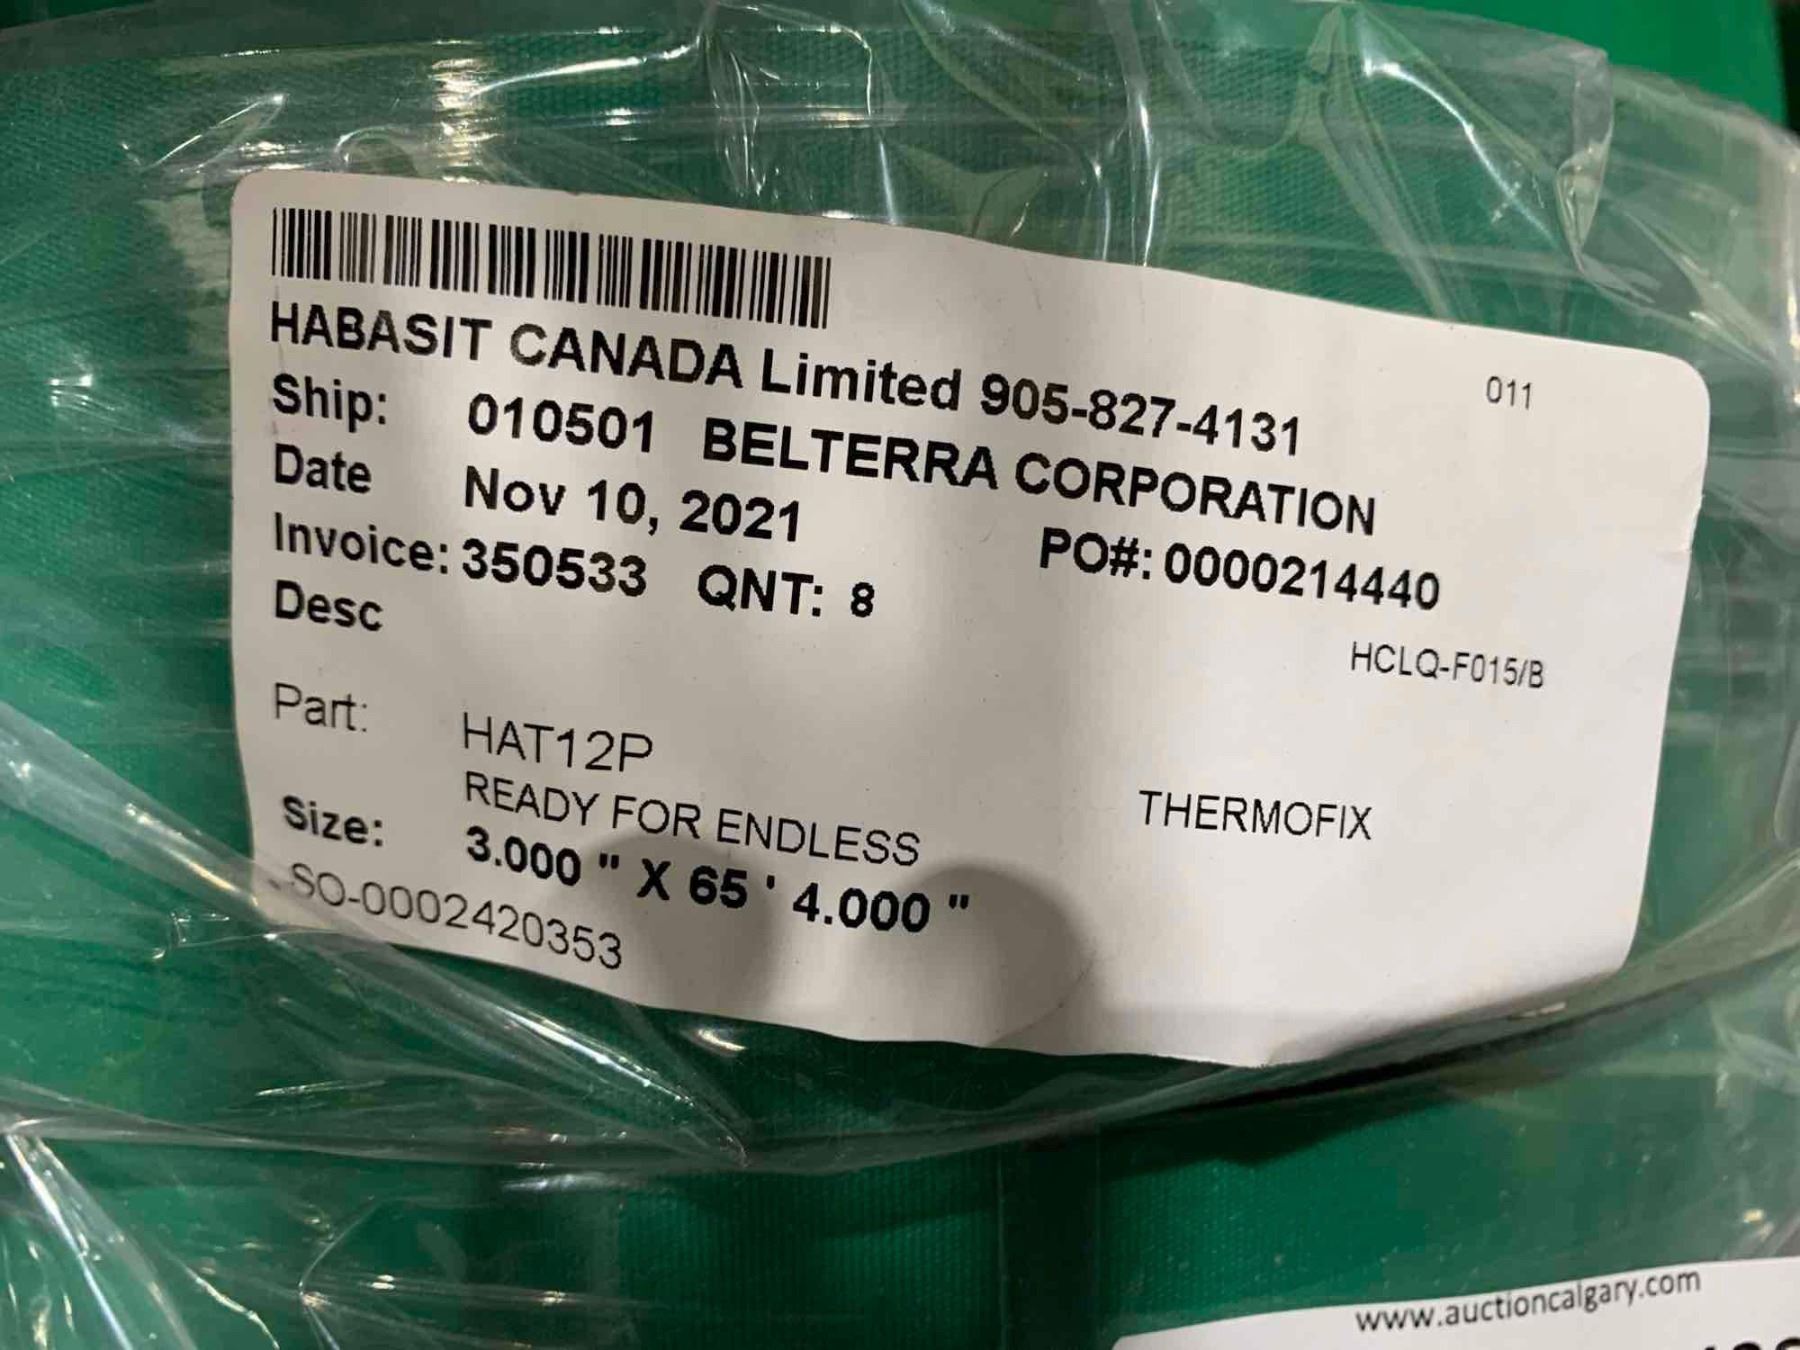 HABASIT CANADA Limited 905-827-4131
011
Ship: 010501 BELTERRA CORPORATION
Date Nov 10, 2021
PO#: 0000214440
Invoice: 350533 QNT: 8
Desc
HCLQ-F015/B
Part: HAT12P
READY FOR ENDLESS
THERMOFIX
Size: 3.000 " X 65 ' 4.000 "
SO-0002420353
www.auctioncalgary.com